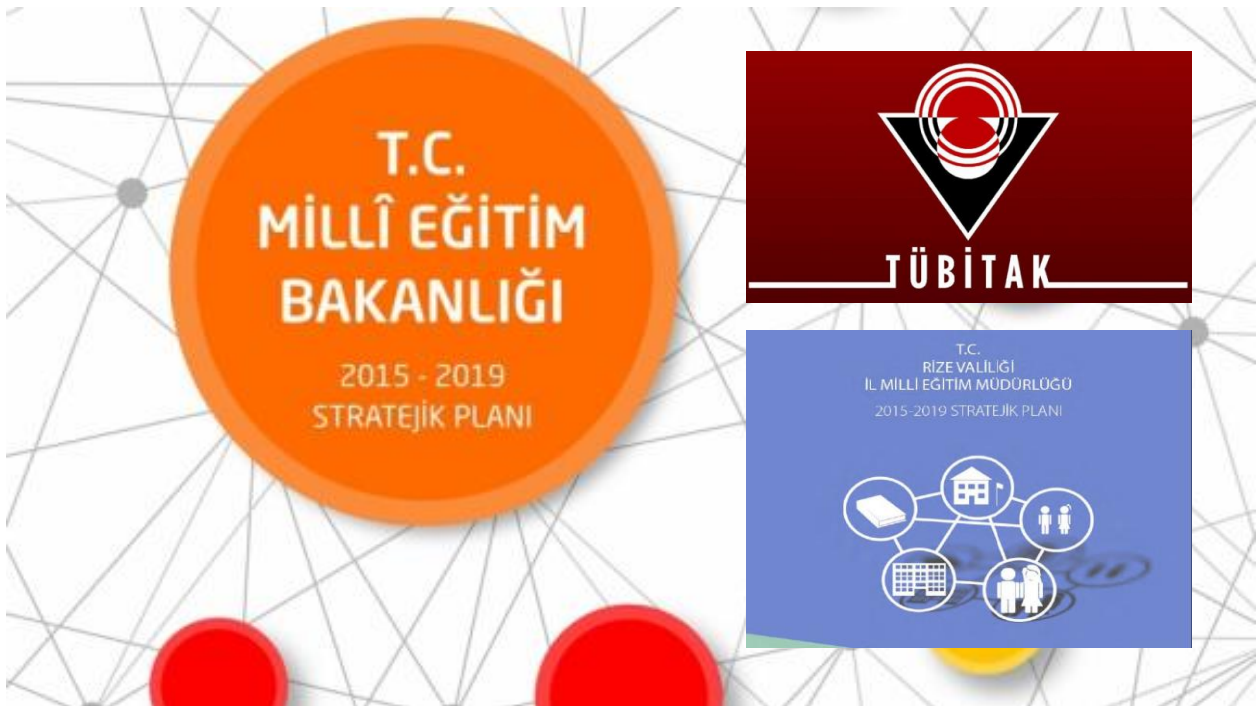 T.C.
MİLLÎ EĞİTİM
BAKANLIĞI
2015 - 2019
STRATEJİK PLANI
TÜBİTAK
T.C.
RİZE VALİLİĞİ
İL MİLLİ EĞİTİM MÜDÜRLÜĞÜ
2015-2019 STRATEJİK PLANI